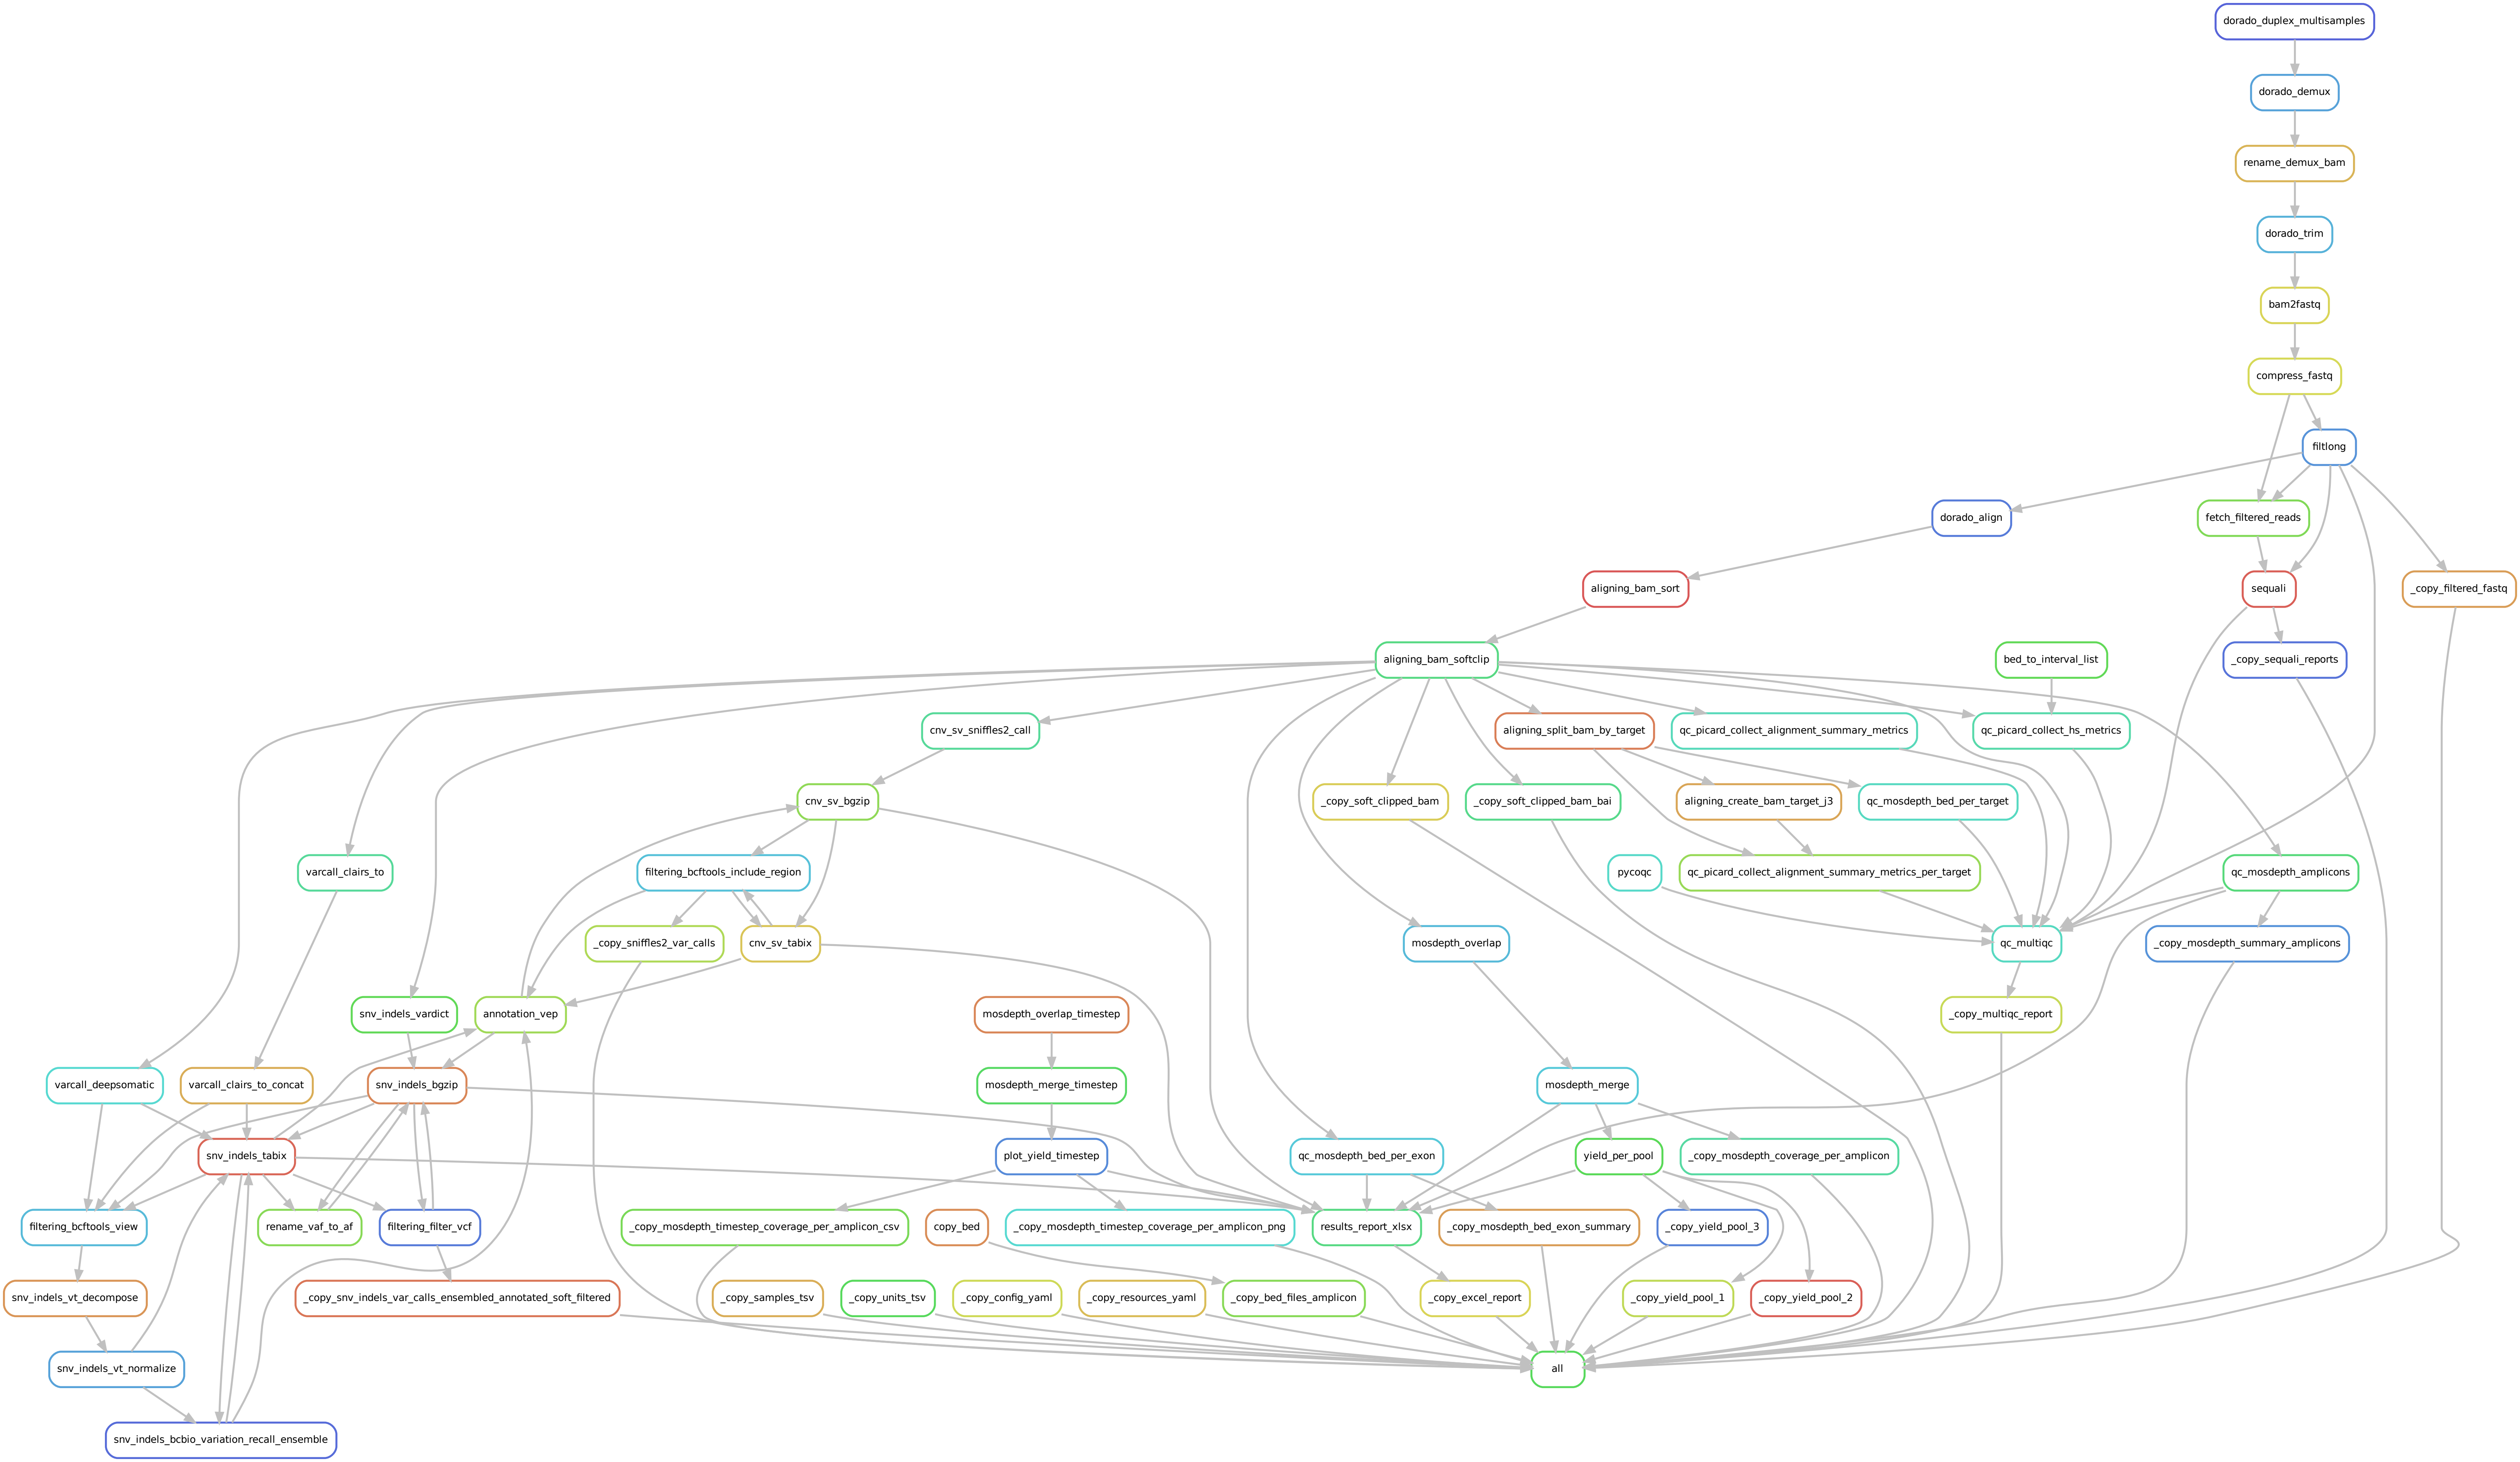 dorado_duplex_multisamples
dorado_demux
rename_demux_bam
dorado_trim
bam2fastq
compress_fastq
filtlong
dorado_align
fetch_filtered_reads
aligning_bam_sort
sequali
_copy_filtered_fastq
aligning_bam_softclip
bed_to_interval_list
_copy_sequali_reports
cnv_sv_sniffles2_call
aligning_split_bam_by_target
qc_picard_collect_alignment_summary_metrics
qc_picard_collect_hs_metrics
cnv_sv_bgzip
_copy_soft_clipped_bam
_copy_soft_clipped_bam_bai
aligning_create_bam_target_j3
qc_mosdepth_bed_per_target
varcall_clairs_to
filtering_bcftools_include_region
pycoqc
qc_picard_collect_alignment_summary_metrics_per_target
qc_mosdepth_amplicons
_copy_sniffles2_var_calls
cnv_sv_tabix
mosdepth_overlap
qc_multiqc
_copy_mosdepth_summary_amplicons
snv_indels_vardict
annotation_vep
mosdepth_overlap_timestep
_copy_multiqc_report
varcall_deepsomatic
varcall_clairs_to_concat
snv_indels_bgzip
mosdepth_merge_timestep
mosdepth_merge
snv_indels_tabix
plot_yield_timestep
qc_mosdepth_bed_per_exon
yield_per_pool
_copy_mosdepth_coverage_per_amplicon
filtering_bcftools_view
rename_vaf_to_af
filtering_filter_vcf
_copy_mosdepth_timestep_coverage_per_amplicon_csv
copy_bed
_copy_mosdepth_timestep_coverage_per_amplicon_png
results_report_xlsx
_copy_mosdepth_bed_exon_summary
_copy_yield_pool_3
snv_indels_vt_decompose
_copy_snv_indels_var_calls_ensembled_annotated_soft_filtered
_copy_samples_tsv
_copy_units_tsv
_copy_config_yaml
_copy_resources_yaml
_copy_bed_files_amplicon
_copy_excel_report
_copy_yield_pool_1
_copy_yield_pool_2
snv_indels_vt_normalize
all
snv_indels_bcbio_variation_recall_ensemble